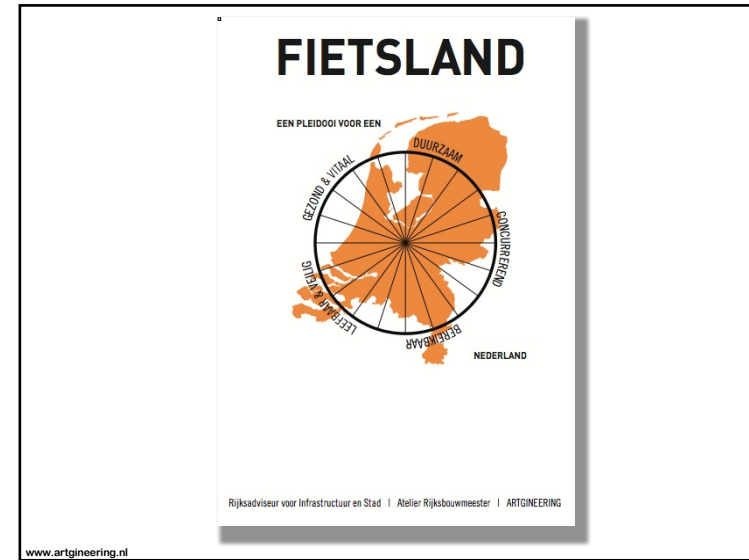 FIETSLAND
EEN PLEIDOOI VOOR EEN
DUURZAAM
GEZOND & VITAAL
CONCURREREND
LEEFBAAR & VEILIG
BEREIKBAAR
NEDERLAND
Rijksadviseur voor Infrastructuur en Stad | Atelier Rijksbouwmeester | ARTGINEERING
www.artgineering.nl